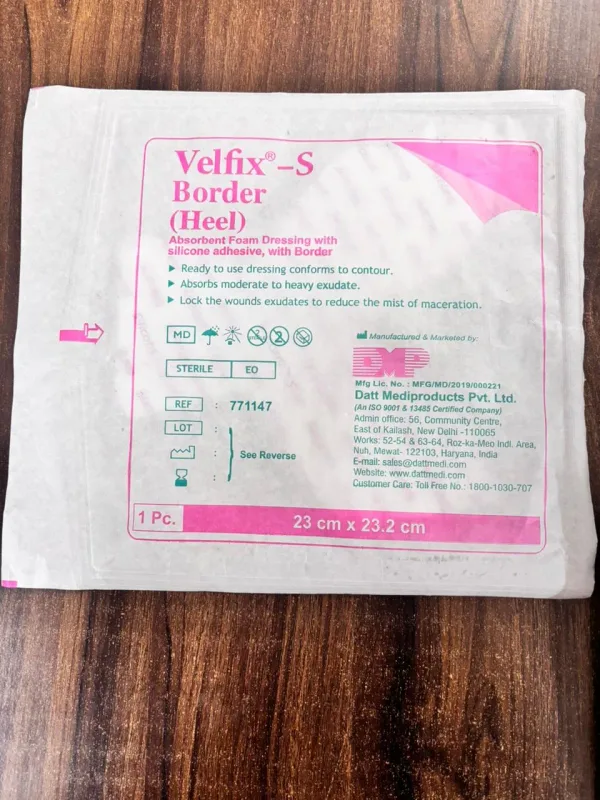 Velfix®-S
Border
(Heel)
Absorbent Foam Dressing with
silicone adhesive, with Border
Ready to use dressing conforms to contour.
Absorbs moderate to heavy exudate.
Lock the wounds exudates to reduce the mist of maceration.
MD
STERILE EO
REF : 771147
LOT :
:
:
See Reverse
Manufactured & Marketed by:
DMP
Mfg Lic. No. : MFG/MD/2019/000221
Datt Mediproducts Pvt. Ltd.
(An ISO 9001 & 13485 Certified Company)
Admin office: 56, Community Centre,
East of Kailash, New Delhi -110065
Works: 52-54 & 63-64, Roz-ka-Meo Indl. Area,
Nuh, Mewat- 122103, Haryana, India
E-mail: sales@dattmedi.com
Website: www.dattmedi.com
Customer Care: Toll Free No.: 1800-1030-707
1 Pc.
23 cm x 23.2 cm